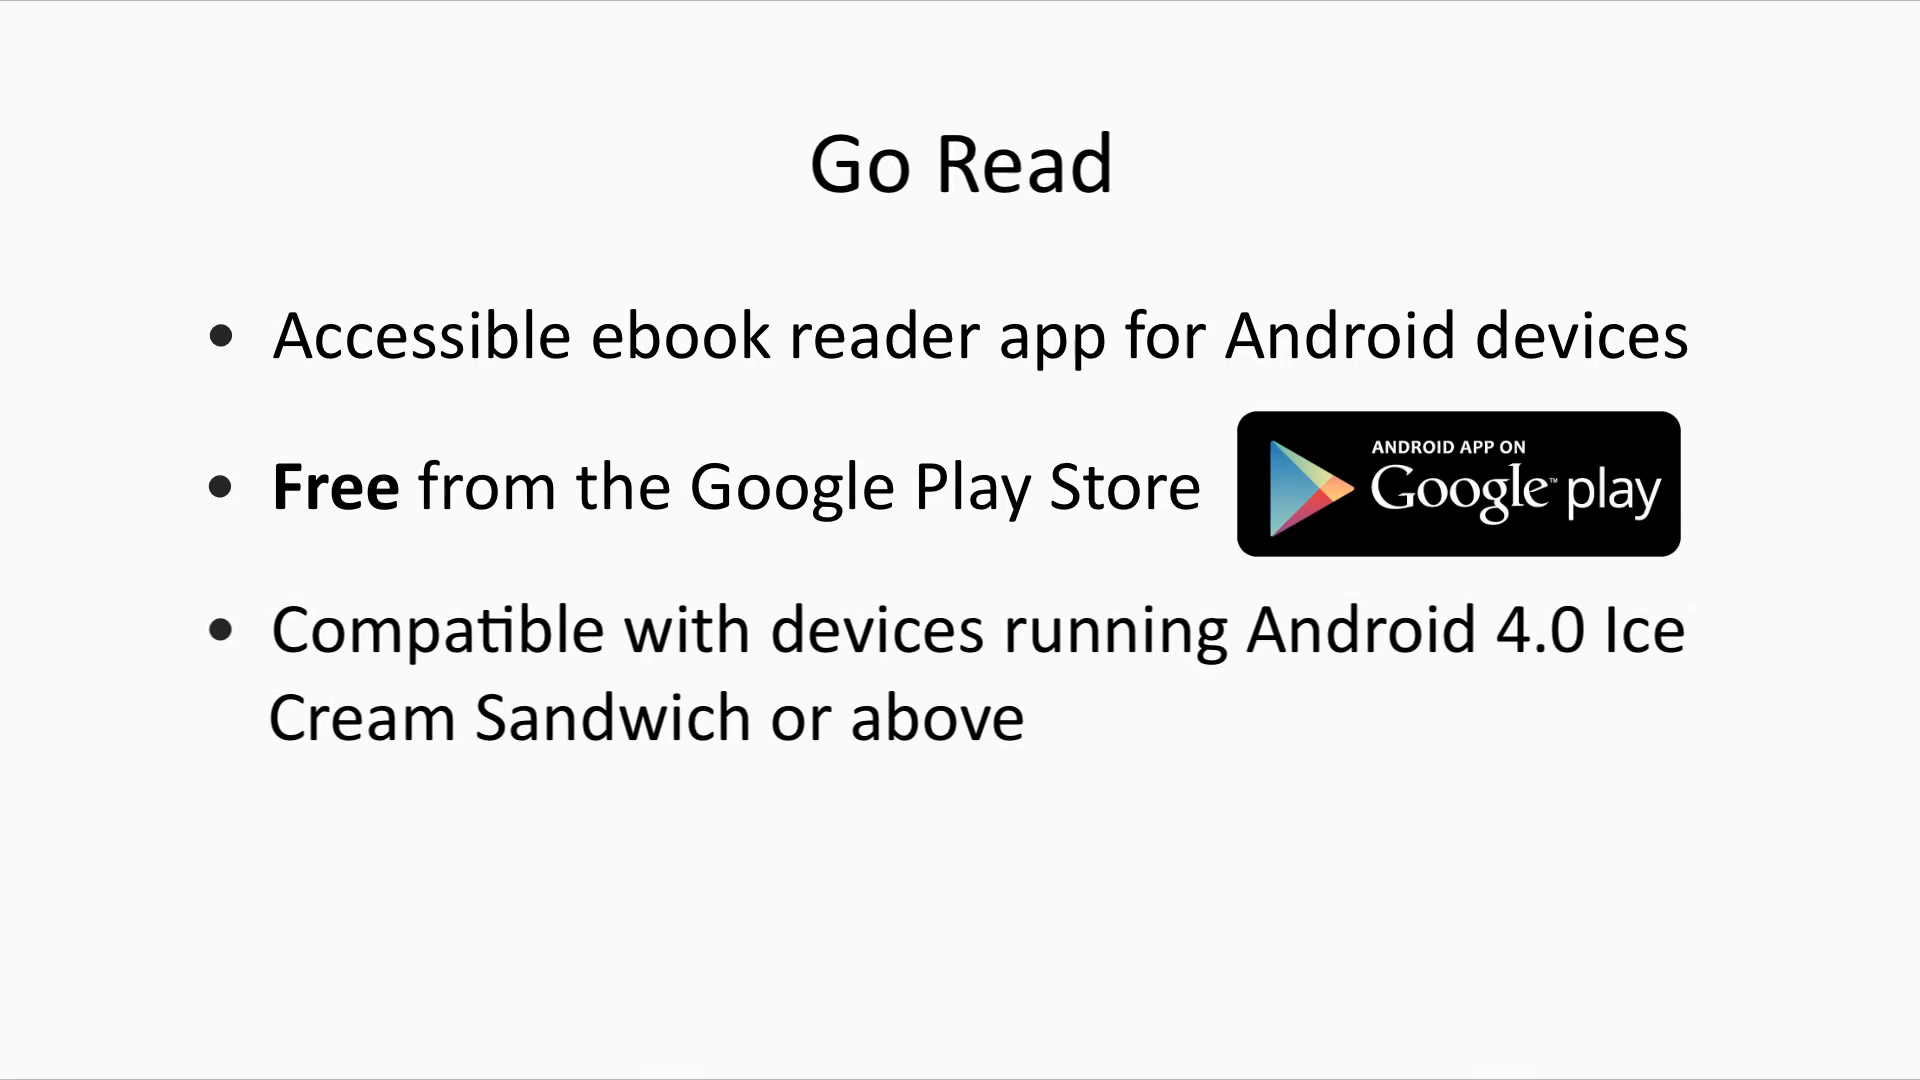 Go Read
• Accessible ebook reader app for Android devices
• Free from the Google Play Store
ANDROID APP ON
Google™ play
• Compatible with devices running Android 4.0 Ice
Cream Sandwich or above